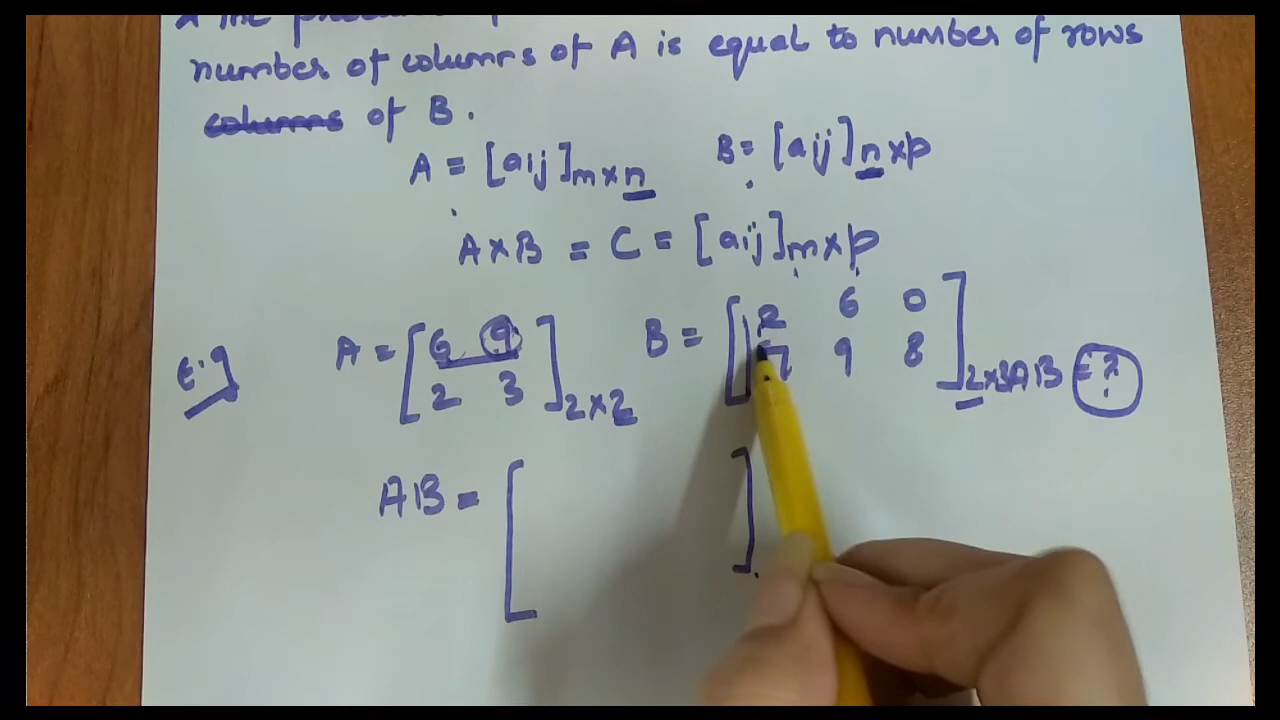 * The
number of columns of A is equal to number of rows
columns of B.
A = [aij]m×n B = [aij]n×p
A×B = C = [aij]m×p
E.g A = [6 9 B = [2 6 0
2 3]2×2 7 9 8]2×3 AB = ?
AB = [ ]